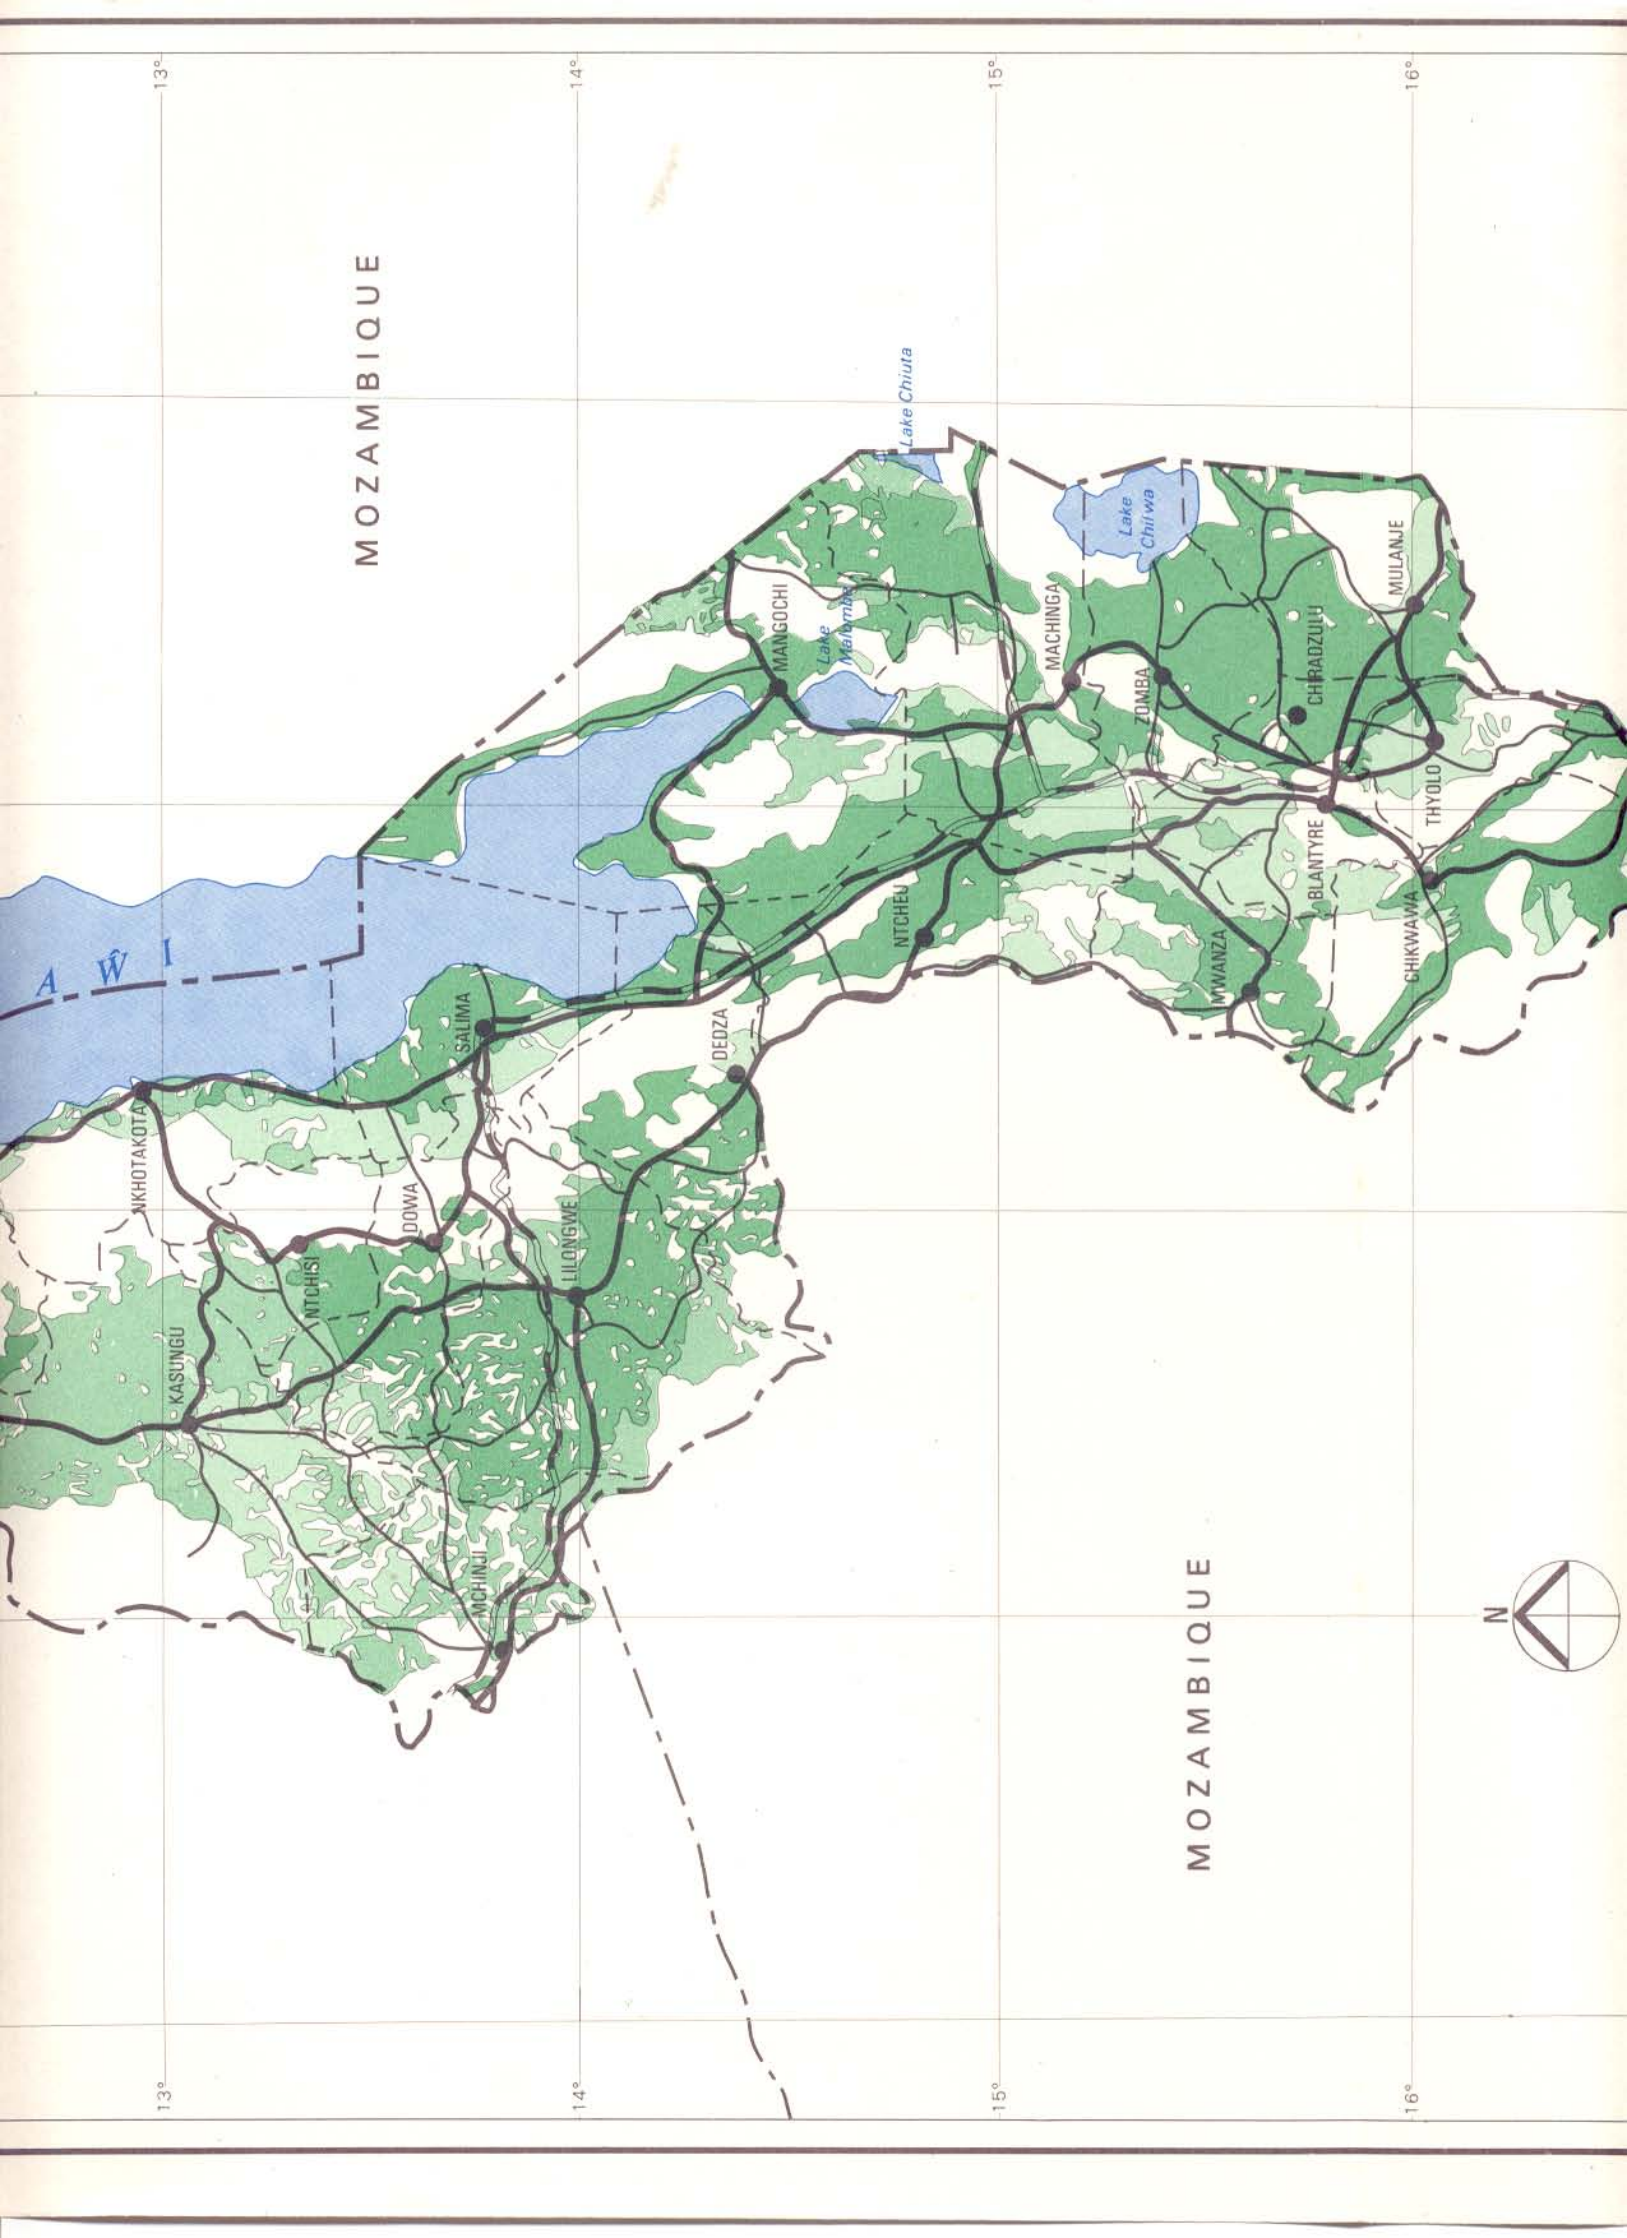 13°
14°
15°
16°
MOZAMBIQUE
Lake Chiuta
Lake
Chilwa
MULANJE
MANGOCHI
Lake
Malombe
MACHINGA
CHIRADZULU
ZOMBA
THYOLO
BLANTYRE
NTCHEU
CHIKWAWA
MWANZA
A Ŵ I
SALIMA
DEDZA
NKHOTAKOTA
DOWA
LILONGWE
NTCHISI
KASUNGU
MCHINJI
MOZAMBIQUE
N
13°
14°
15°
16°